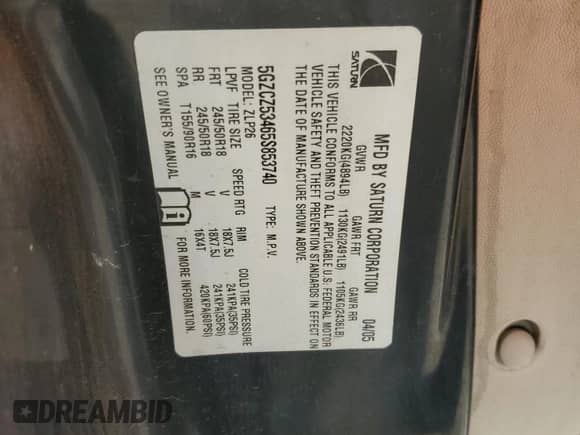 SATURN
MFD BY SATURN CORPORATION 04/05
GVWR GAWR FRT GAWR RR
2220KG(4894LB) 1130KG(2491LB) 1105KG(2436LB)
THIS VEHICLE CONFORMS TO ALL APPLICABLE U.S. FEDERAL MOTOR
VEHICLE SAFETY AND THEFT PREVENTION STANDARDS IN EFFECT ON
THE DATE OF MANUFACTURE SHOWN ABOVE.
5GZCZ53465S853740 TYPE: M.P.V.
MODEL: ZLP26
LPVF TIRE SIZE SPEED RTG RIM COLD TIRE PRESSURE
FRT 245/50R18 V 18X7.5J 241KPA(35PSI)
RR 245/50R18 V 18X7.5J 241KPA(35PSI)
SPA T155/90R16 M 16X4T 420KPA(60PSI)
SEE OWNER'S MANUAL i FOR MORE INFORMATION.
DREAMBID